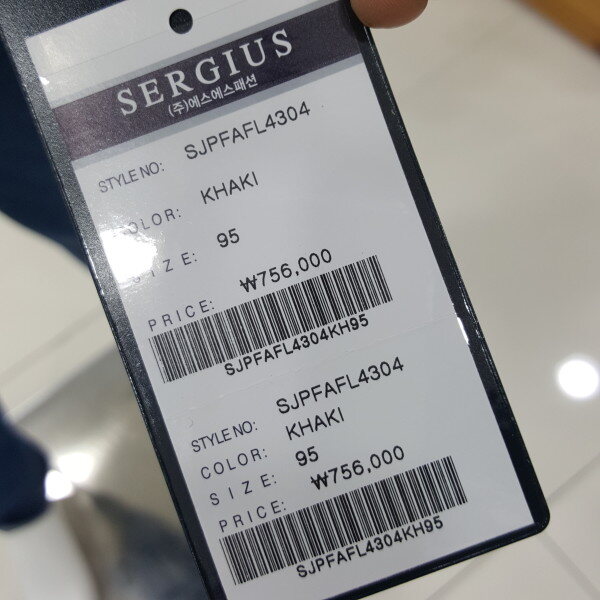 SERGIUS
(주)에스에스패션
STYLE NO: SJPFAFL4304
COLOR: KHAKI
SIZE: 95
PRICE: ₩756,000
SJPFAFL4304KH95
STYLE NO: SJPFAFL4304
COLOR: KHAKI
SIZE: 95
PRICE: ₩756,000
SJPFAFL4304KH95